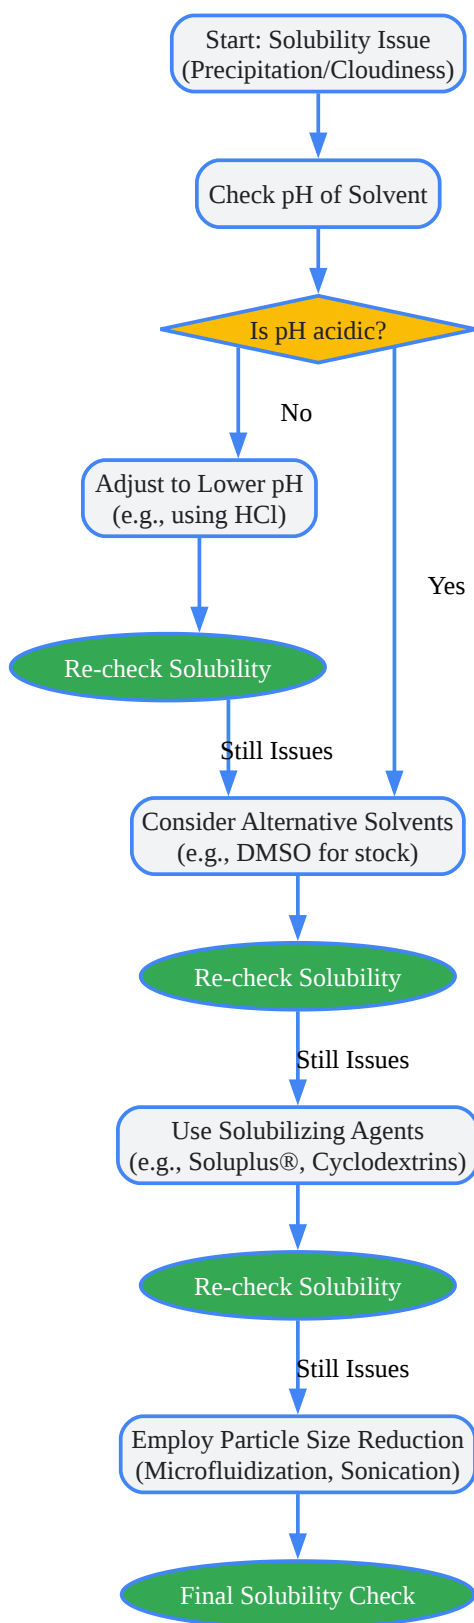 Start: Solubility Issue
(Precipitation/Cloudiness)
Check pH of Solvent
Is pH acidic?
No
Adjust to Lower pH
(e.g., using HCl)
Yes
Re-check Solubility
Still Issues
Consider Alternative Solvents
(e.g., DMSO for stock)
Re-check Solubility
Still Issues
Use Solubilizing Agents
(e.g., Soluplus®, Cyclodextrins)
Re-check Solubility
Still Issues
Employ Particle Size Reduction
(Microfluidization, Sonication)
Final Solubility Check